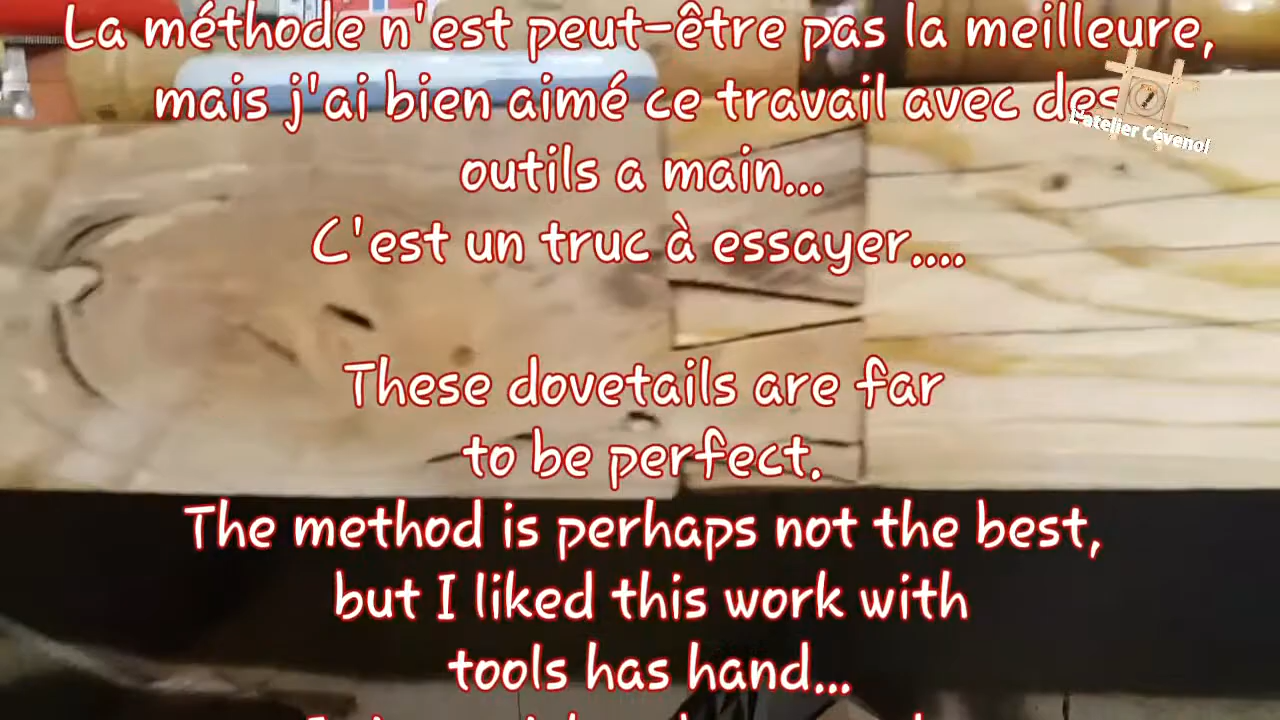 La méthode n'est peut-être pas la meilleure,
mais j'ai bien aimé ce travail avec des
L'atelier Cévenol
outils a main...
C'est un truc à essayer....
These dovetails are far
to be perfect.
The method is perhaps not the best,
but I liked this work with
tools has hand...